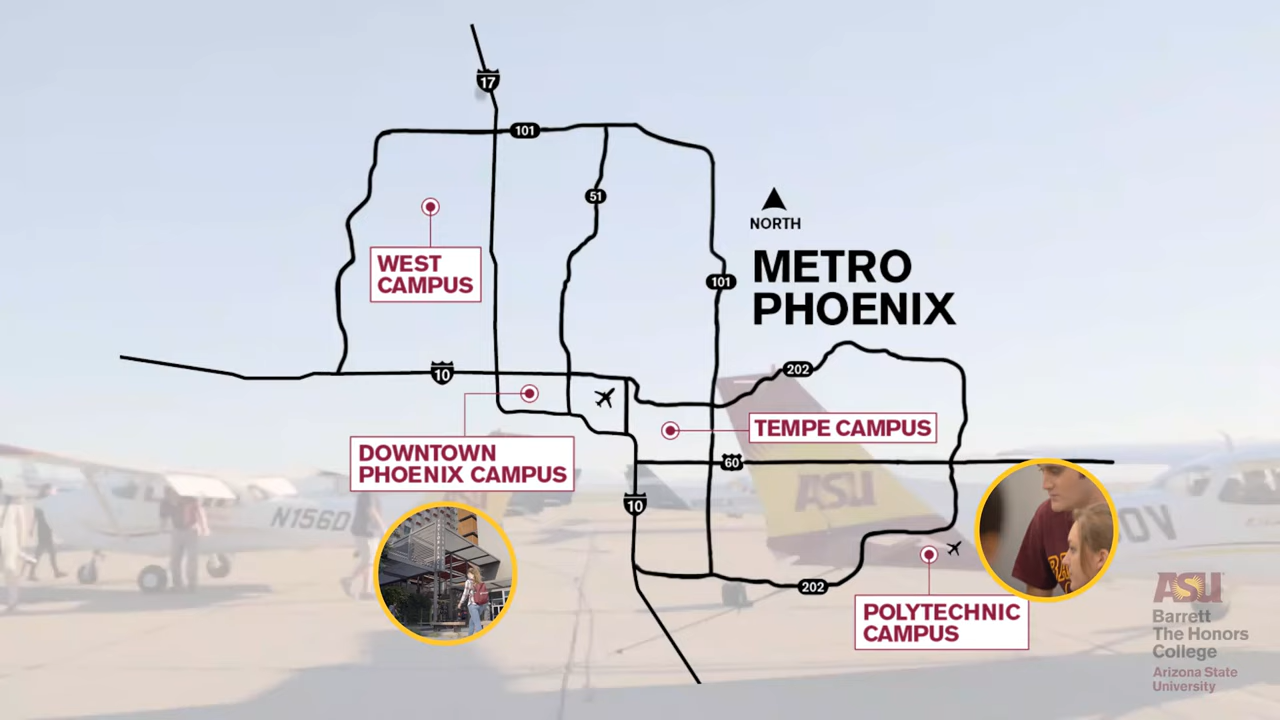 17
101
51
NORTH
METRO
PHOENIX
WEST
CAMPUS
101
10
202
TEMPE CAMPUS
DOWNTOWN
PHOENIX CAMPUS
60
ASU
10
N156D
202
POLYTECHNIC
CAMPUS
ASU
Barrett
The Honors
College
Arizona State
University